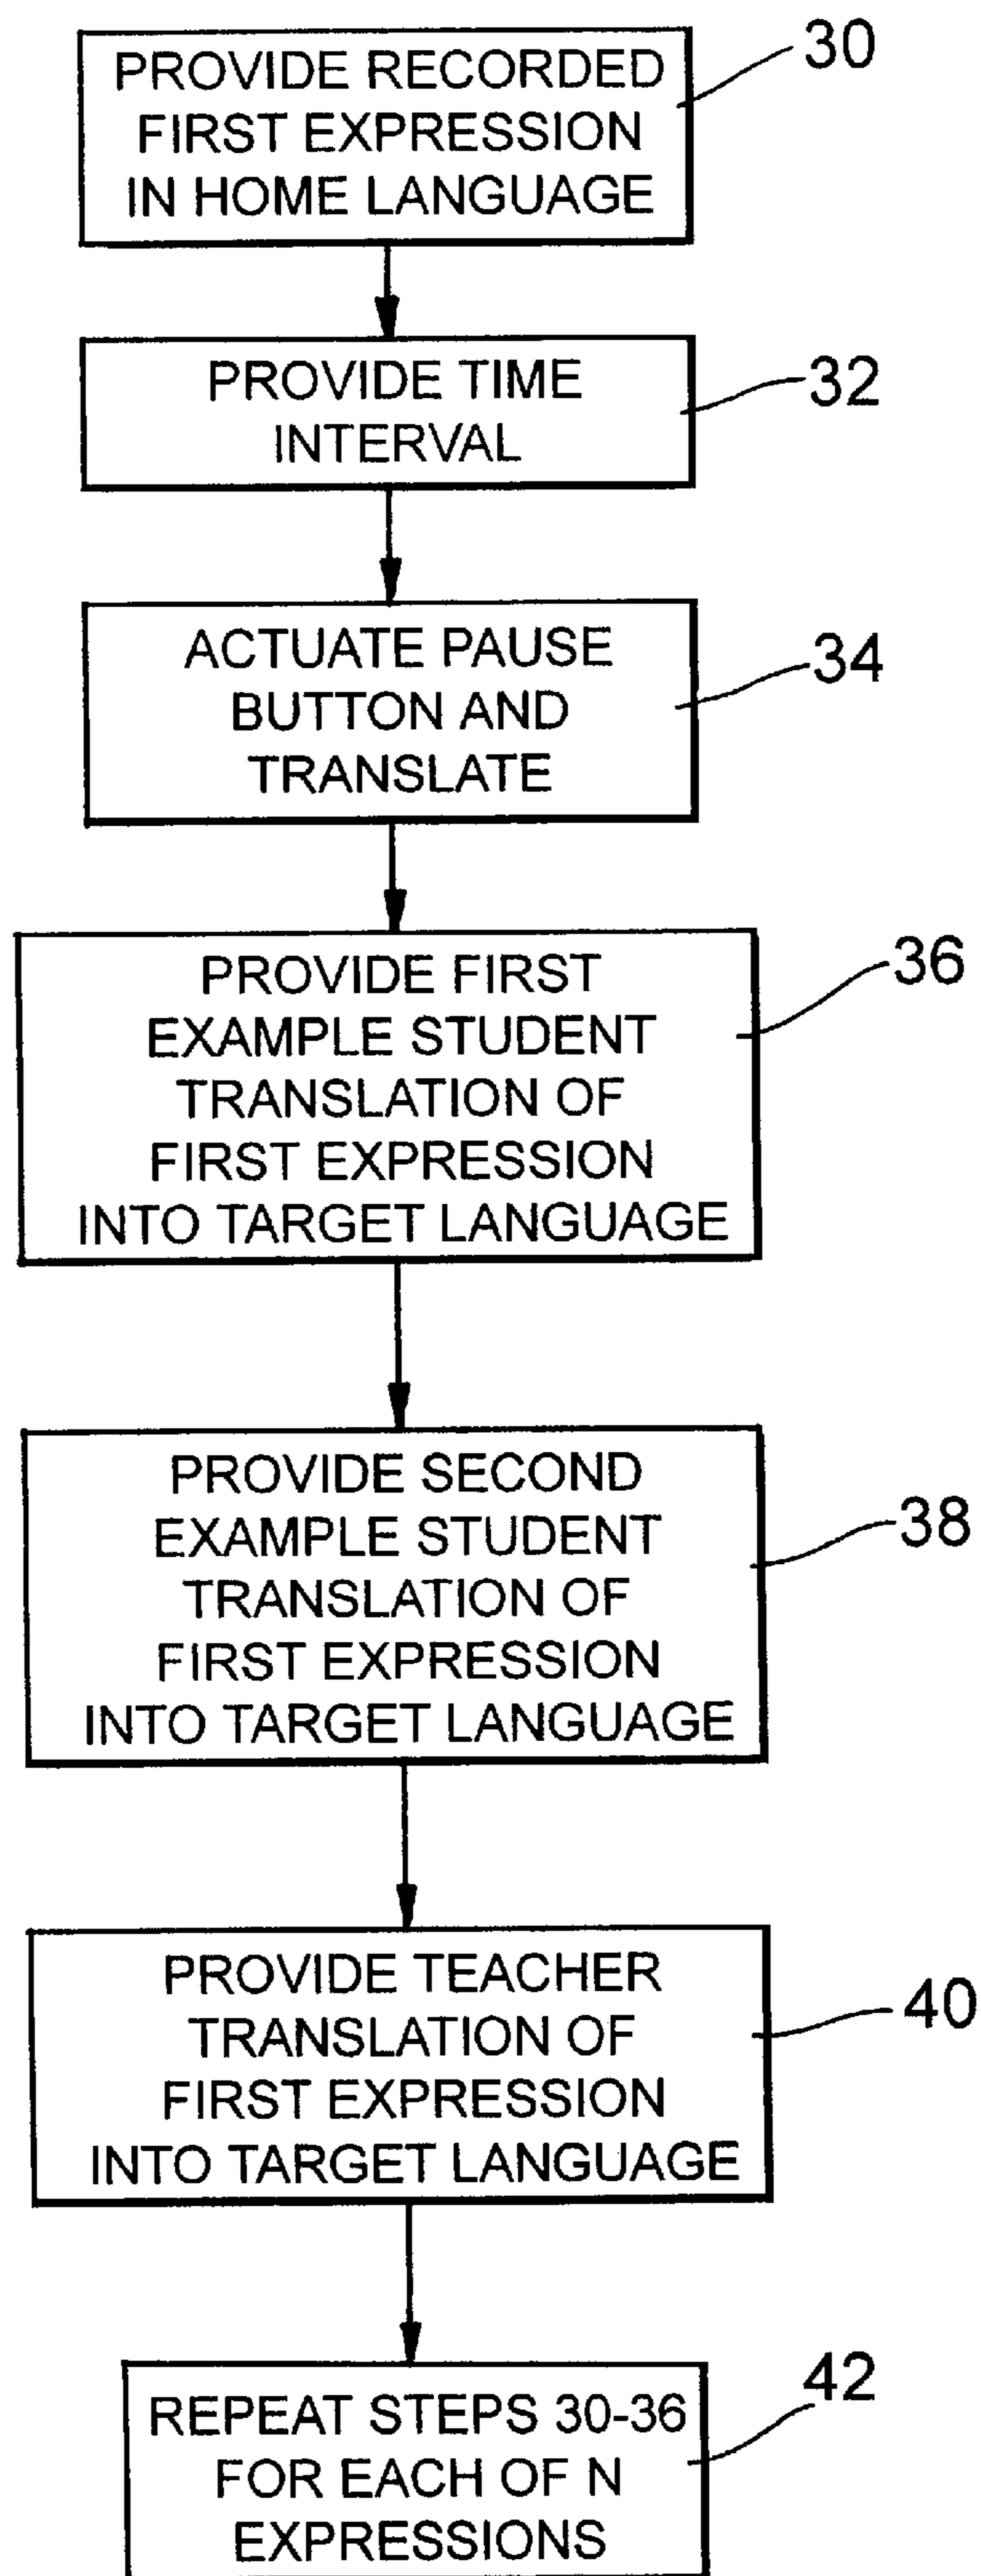 PROVIDE RECORDED
FIRST EXPRESSION
IN HOME LANGUAGE
30
PROVIDE TIME
INTERVAL
32
ACTUATE PAUSE
BUTTON AND
TRANSLATE
34
PROVIDE FIRST
EXAMPLE STUDENT
TRANSLATION OF
FIRST EXPRESSION
INTO TARGET LANGUAGE
36
PROVIDE SECOND
EXAMPLE STUDENT
TRANSLATION OF
FIRST EXPRESSION
INTO TARGET LANGUAGE
38
PROVIDE TEACHER
TRANSLATION OF
FIRST EXPRESSION
INTO TARGET LANGUAGE
40
REPEAT STEPS 30-36
FOR EACH OF N
EXPRESSIONS
42